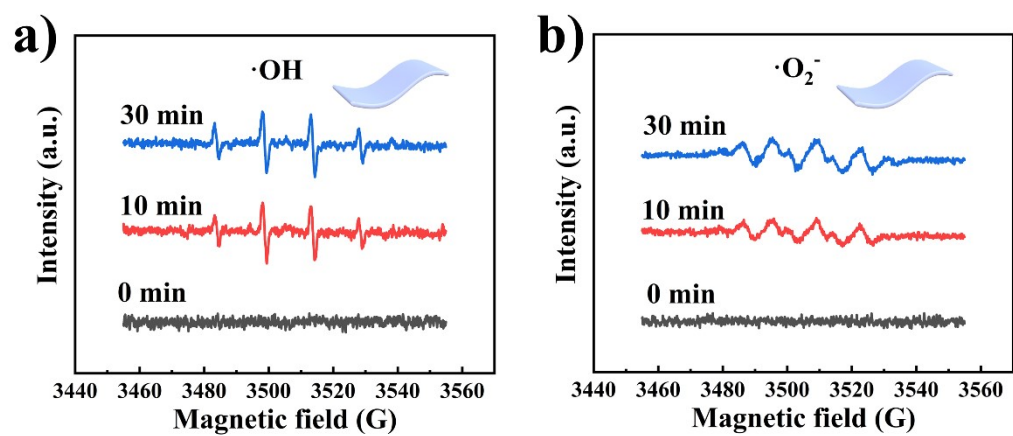 a)
·OH
30 min
10 min
0 min
Intensity (a.u.)
3440 3460 3480 3500 3520 3540 3560
Magnetic field (G)
b)
·O₂⁻
30 min
10 min
0 min
Intensity (a.u.)
3440 3460 3480 3500 3520 3540 3560
Magnetic field (G)